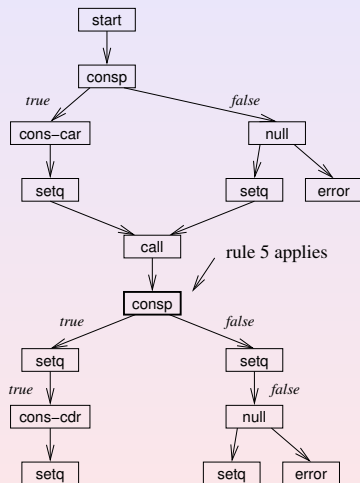 start
consp
true
false
cons−car
null
setq
setq
error
call
rule 5 applies
consp
true
false
setq
setq
true
false
cons−cdr
null
setq
setq
error